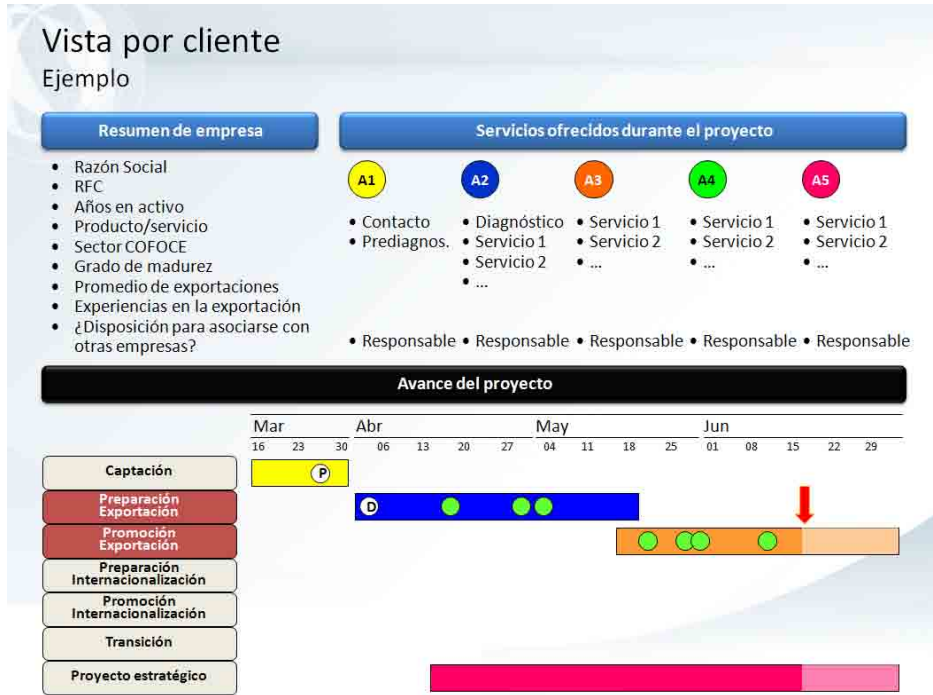 Vista por cliente
Ejemplo
Resumen de empresa
• Razón Social
• RFC
• Años en activo
• Producto/servicio
• Sector COFOCE
• Grado de madurez
• Promedio de exportaciones
• Experiencias en la exportación
• ¿Disposición para asociarse con
otras empresas?
Servicios ofrecidos durante el proyecto
A1 A2 A3 A4 A5
• Contacto • Diagnóstico • Servicio 1 • Servicio 1 • Servicio 1
• Prediagnos. • Servicio 1 • Servicio 2 • Servicio 2 • Servicio 2
• Servicio 2 • ... • ... • ...
• ...
• Responsable • Responsable • Responsable • Responsable • Responsable
Avance del proyecto
Mar Abr May Jun
16 23 30 06 13 20 27 04 11 18 25 01 08 15 22 29
Captación
P
Preparación
Exportación
D
Promoción
Exportación
Preparación
Internacionalización
Promoción
Internacionalización
Transición
Proyecto estratégico